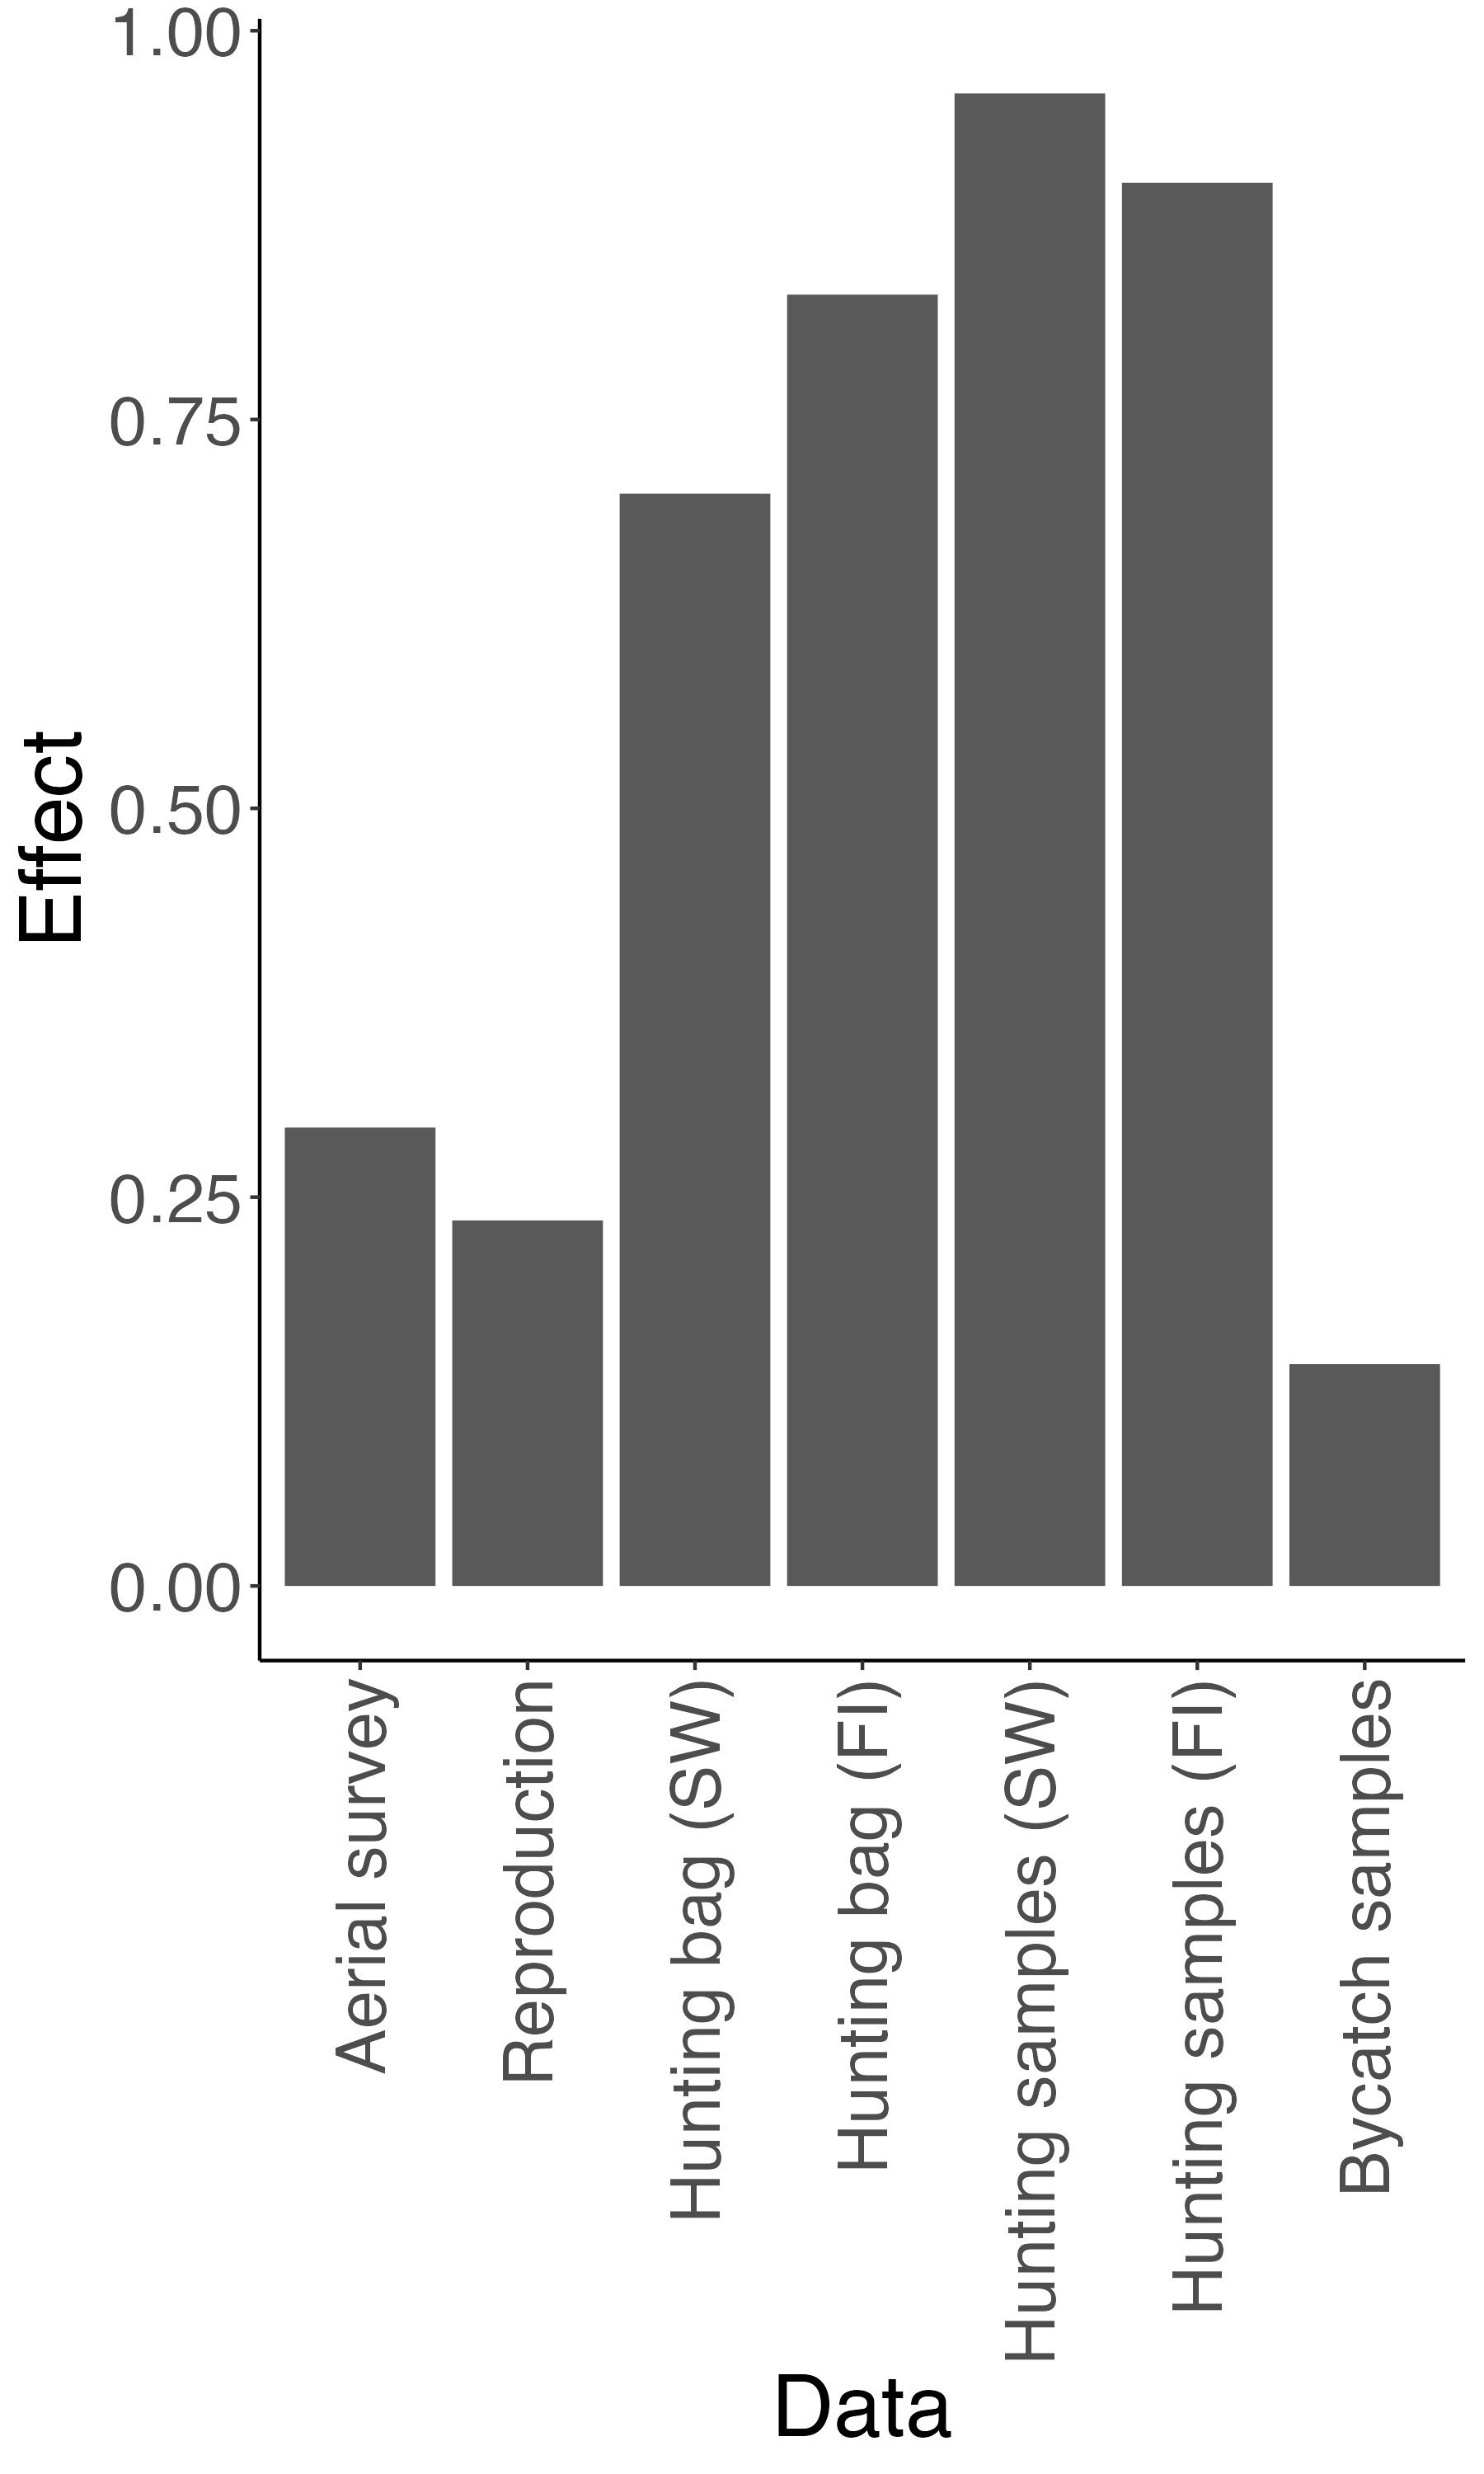 1.00
0.75
0.50
0.25
0.00
Effect
Aerial survey
Reproduction
Hunting bag (SW)
Hunting bag (FI)
Hunting samples (SW)
Hunting samples (FI)
Bycatch samples
Data